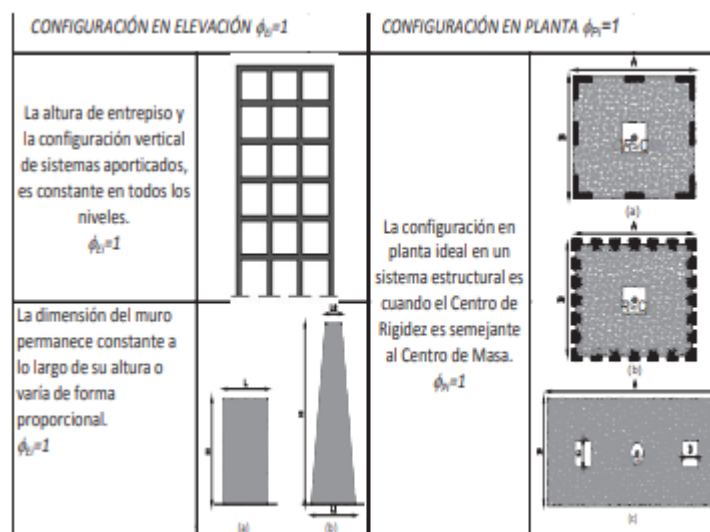 CONFIGURACIÓN EN ELEVACIÓN ϕEi=1
CONFIGURACIÓN EN PLANTA ϕPi=1
La altura de entrepiso y
la configuración vertical
de sistemas aporticados,
es constante en todos los
niveles.
ϕEi=1
La dimensión del muro
permanece constante a
lo largo de su altura o
varía de forma
proporcional.
ϕEi=1
L
(a)
(b)
La configuración en
planta ideal en un
sistema estructural es
cuando el Centro de
Rigidez es semejante
al Centro de Masa.
ϕPi=1
A
(a)
A
(b)
(c)